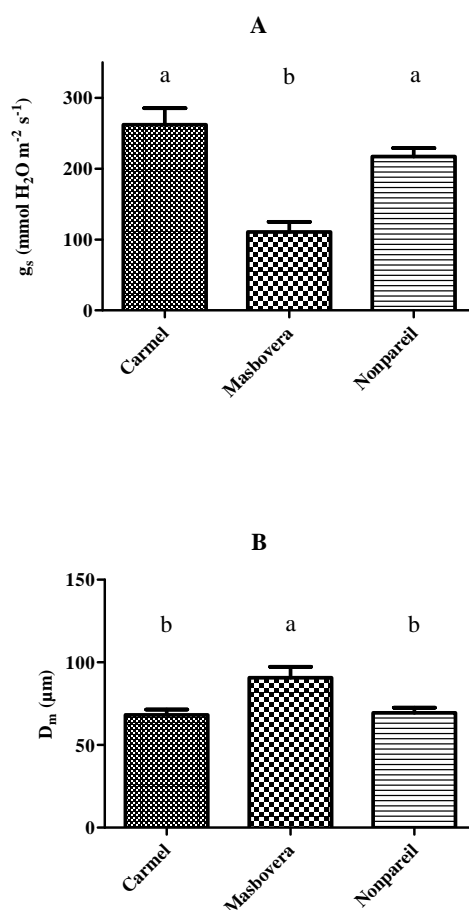 A
a b a
300
200
100
0
gs (mmol H2O m-2 s-1)
Carmel
Masbovera
Nonpareil
B
b a b
150
100
50
0
Dm (µm)
Carmel
Masbovera
Nonpareil